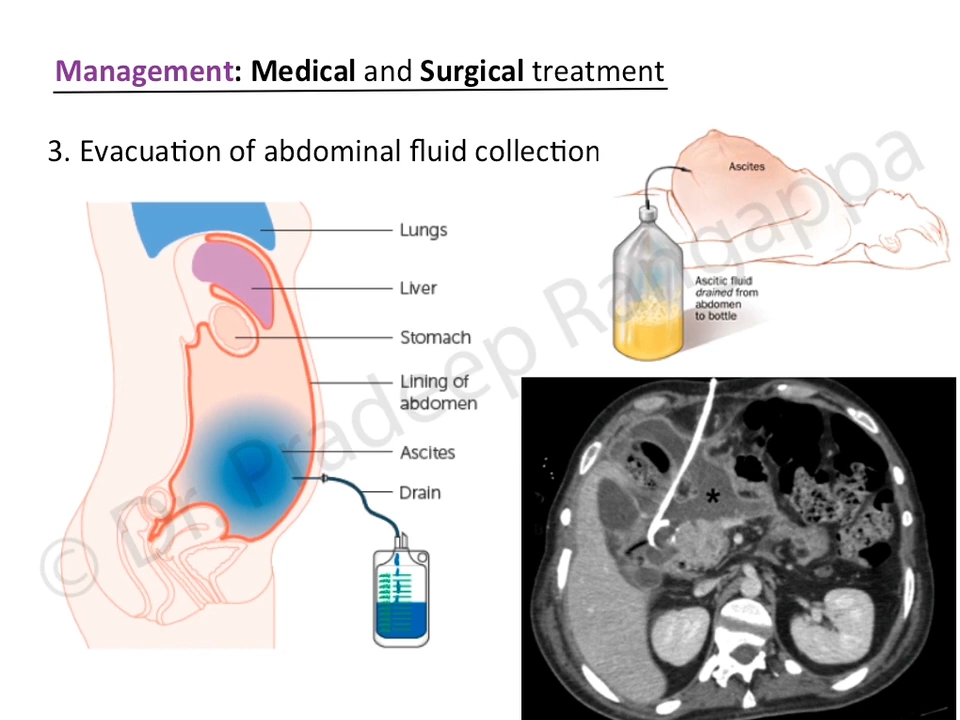 Management: Medical and Surgical treatment
3. Evacuation of abdominal fluid collection
Ascites
Ascitic fluid
drained from
abdomen
to bottle
Lungs
Liver
Stomach
Lining of
abdomen
Ascites
Drain
*
© Dr. Pradeep Rangappa